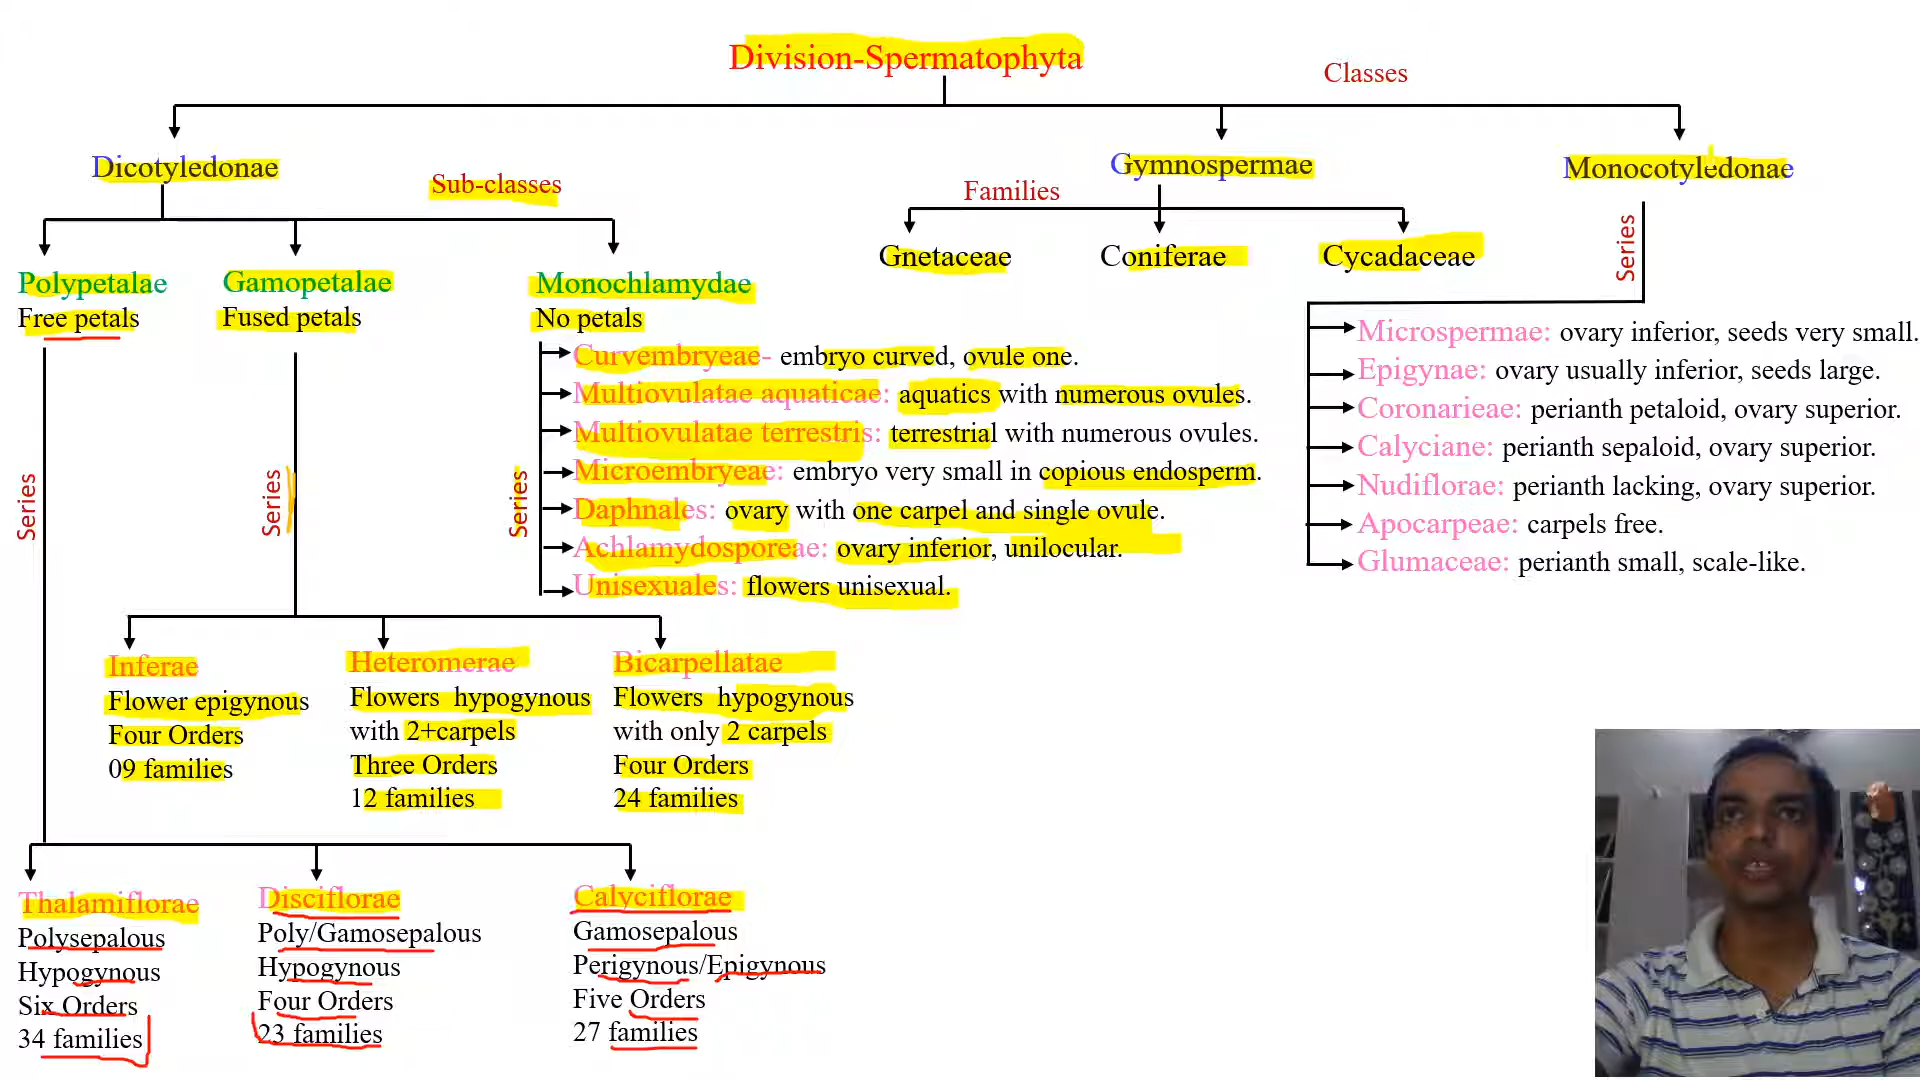 Division-Spermatophyta
Classes
Dicotyledonae
Gymnospermae
Monocotyledonae
Sub-classes
Families
Series
Gnetaceae
Coniferae
Cycadaceae
Polypetalae
Free petals
Gamopetalae
Fused petals
Monochlamydae
No petals
Curvembryeae- embryo curved, ovule one.
Multiovulatae aquaticae: aquatics with numerous ovules.
Multiovulatae terrestris: terrestrial with numerous ovules.
Microembryeae: embryo very small in copious endosperm.
Daphnales: ovary with one carpel and single ovule.
Achlamydosporeae: ovary inferior, unilocular.
Unisexuales: flowers unisexual.
Microspermae: ovary inferior, seeds very small.
Epigynae: ovary usually inferior, seeds large.
Coronarieae: perianth petaloid, ovary superior.
Calyciane: perianth sepaloid, ovary superior.
Nudiflorae: perianth lacking, ovary superior.
Apocarpeae: carpels free.
Glumaceae: perianth small, scale-like.
Series
Series
Series
Inferae
Flower epigynous
Four Orders
09 families
Heteromerae
Flowers hypogynous
with 2+carpels
Three Orders
12 families
Bicarpellatae
Flowers hypogynous
with only 2 carpels
Four Orders
24 families
Thalamiflorae
Polysepalous
Hypogynous
Six Orders
34 families
Disciflorae
Poly/Gamosepalous
Hypogynous
Four Orders
23 families
Calyciflorae
Gamosepalous
Perigynous/Epigynous
Five Orders
27 families